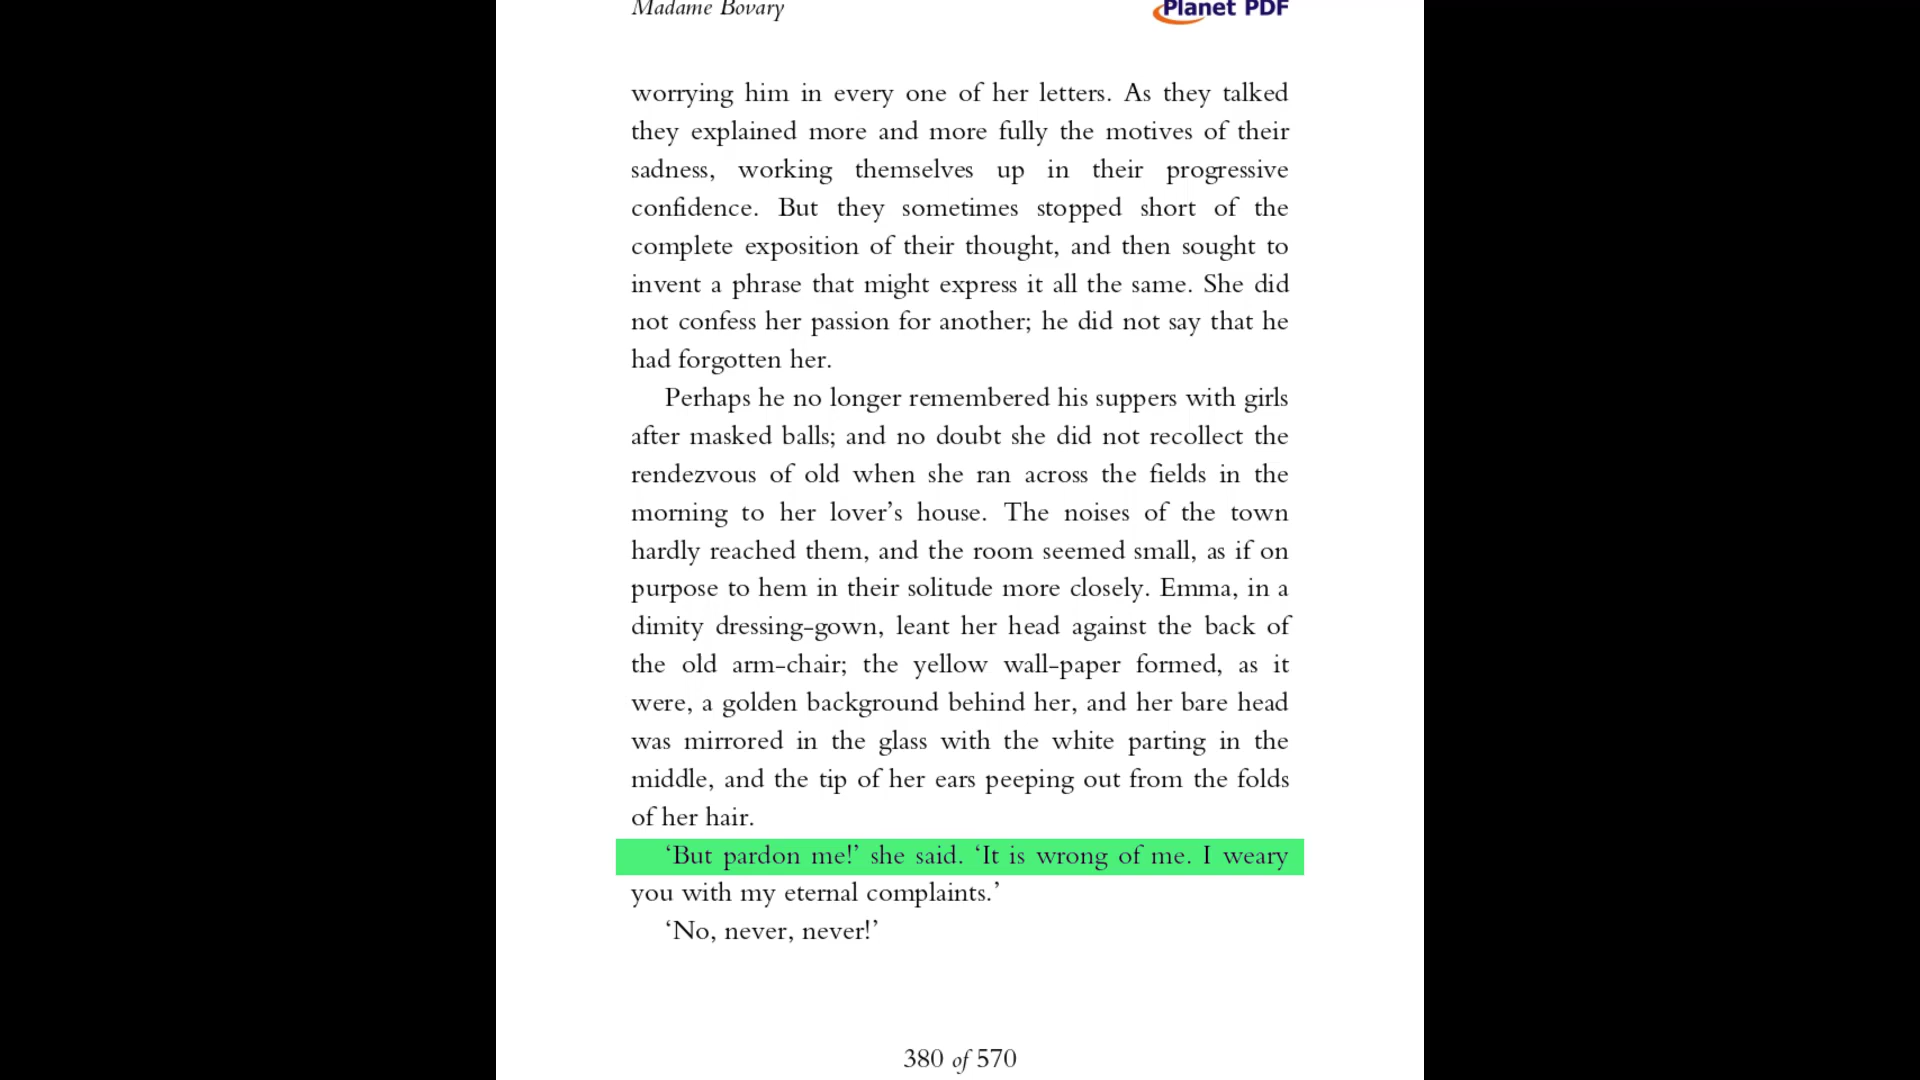 Madame Bovary
Planet PDF
worrying him in every one of her letters. As they talked
they explained more and more fully the motives of their
sadness, working themselves up in their progressive
confidence. But they sometimes stopped short of the
complete exposition of their thought, and then sought to
invent a phrase that might express it all the same. She did
not confess her passion for another; he did not say that he
had forgotten her.
Perhaps he no longer remembered his suppers with girls
after masked balls; and no doubt she did not recollect the
rendezvous of old when she ran across the fields in the
morning to her lover’s house. The noises of the town
hardly reached them, and the room seemed small, as if on
purpose to hem in their solitude more closely. Emma, in a
dimity dressing-gown, leant her head against the back of
the old arm-chair; the yellow wall-paper formed, as it
were, a golden background behind her, and her bare head
was mirrored in the glass with the white parting in the
middle, and the tip of her ears peeping out from the folds
of her hair.
‘But pardon me!’ she said. ‘It is wrong of me. I weary
you with my eternal complaints.’
‘No, never, never!’
380 of 570